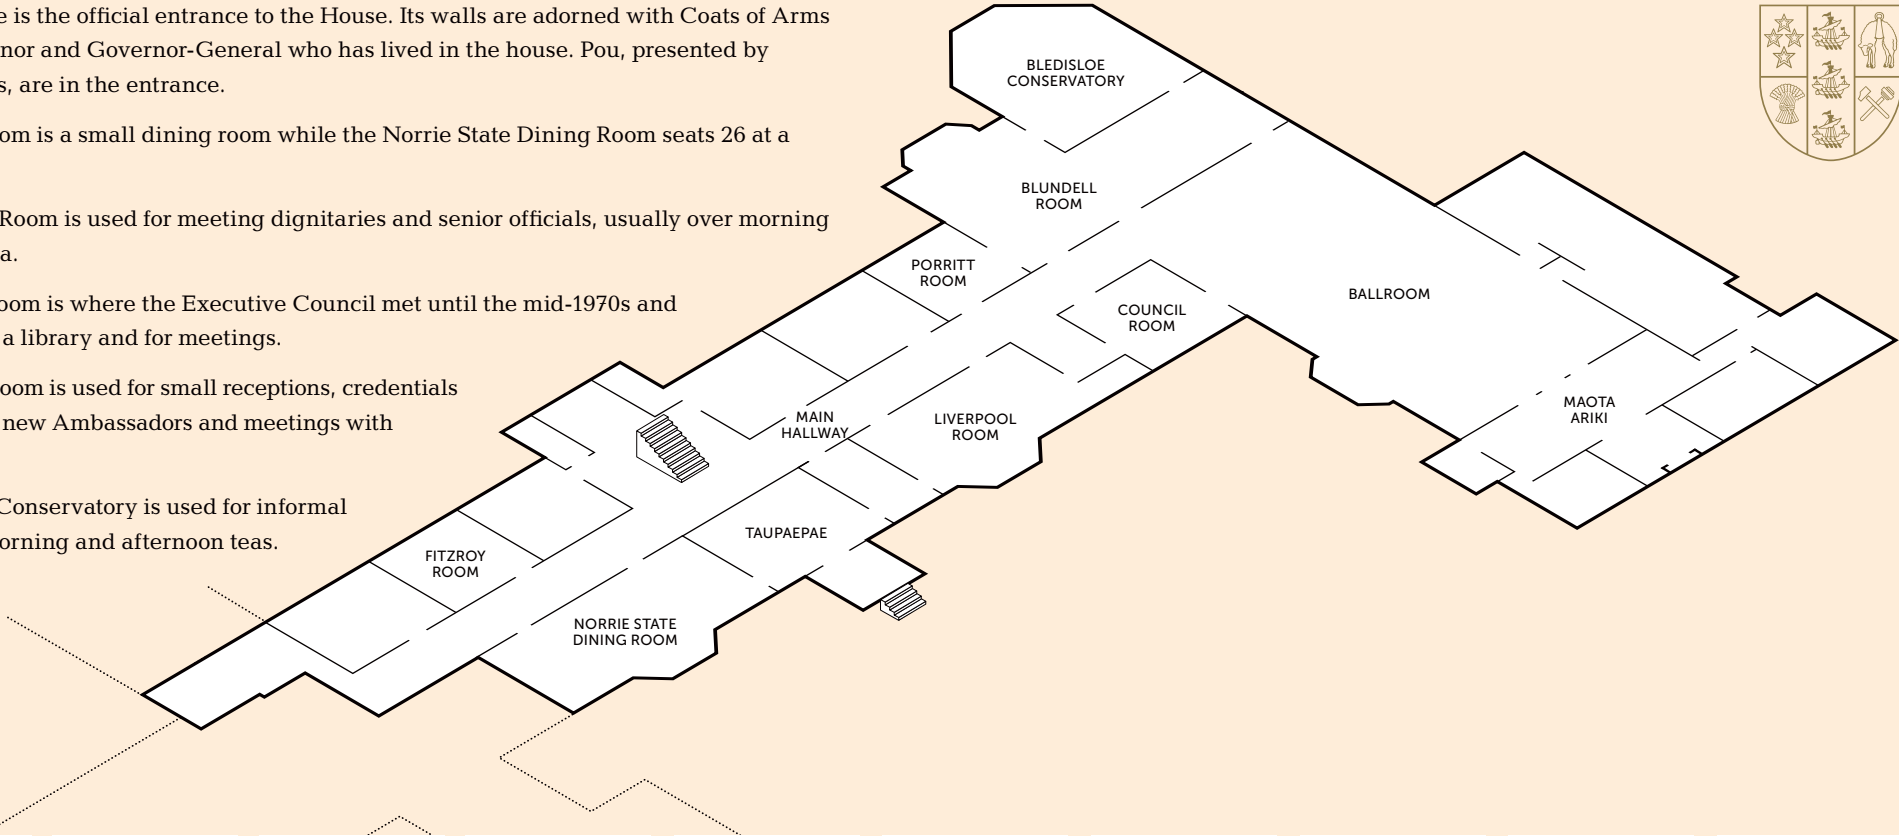 e is the official entrance to the House. Its walls are adorned with Coats of Arms
nor and Governor-General who has lived in the house. Pou, presented by
s, are in the entrance.
om is a small dining room while the Norrie State Dining Room seats 26 at a
Room is used for meeting dignitaries and senior officials, usually over morning
a.
oom is where the Executive Council met until the mid-1970s and
a library and for meetings.
oom is used for small receptions, credentials
new Ambassadors and meetings with
Conservatory is used for informal
orning and afternoon teas.
BLEDISLOE
CONSERVATORY
BLUNDELL
ROOM
PORRITT
ROOM
COUNCIL
ROOM
BALLROOM
MAIN
HALLWAY
LIVERPOOL
ROOM
MAOTA
ARIKI
TAUPAEPAE
FITZROY
ROOM
NORRIE STATE
DINING ROOM